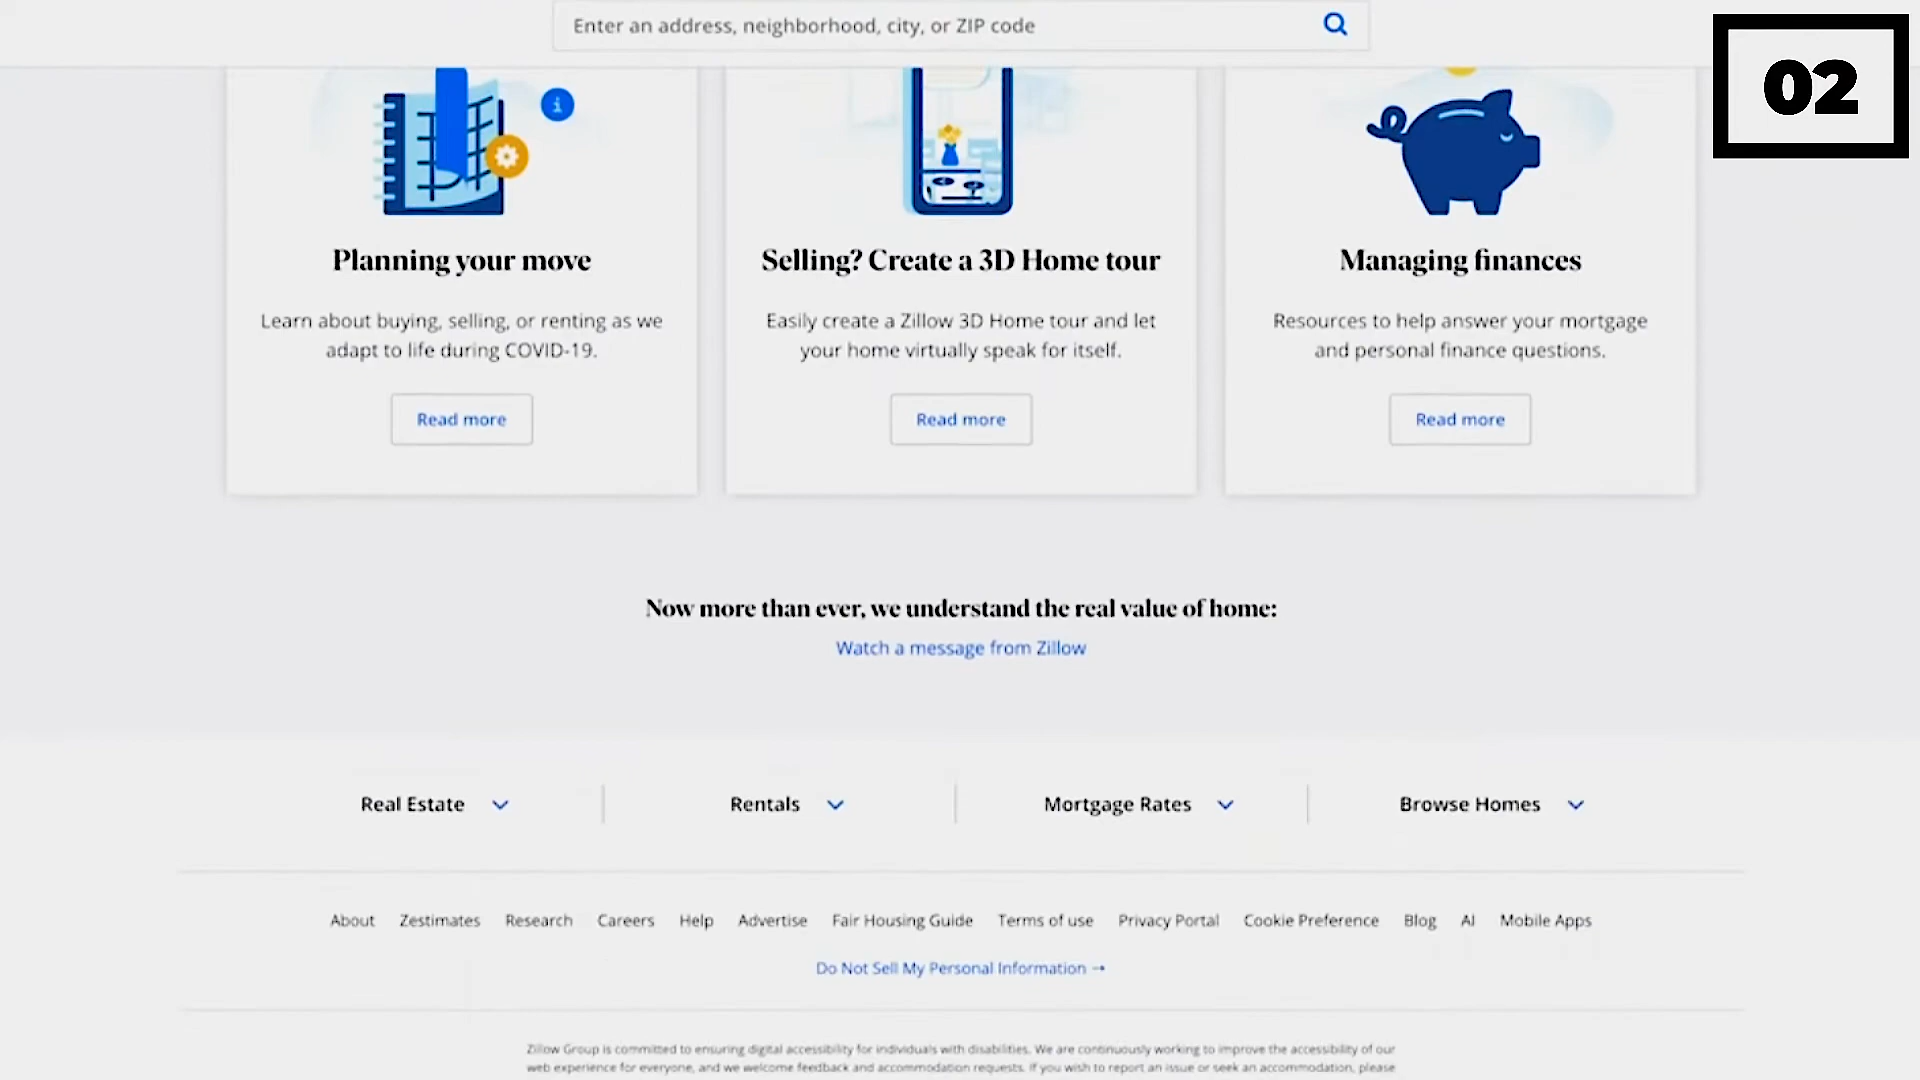 Enter an address, neighborhood, city, or ZIP code
02
Planning your move
Learn about buying, selling, or renting as we
adapt to life during COVID-19.
Read more
Selling? Create a 3D Home tour
Easily create a Zillow 3D Home tour and let
your home virtually speak for itself.
Read more
Managing finances
Resources to help answer your mortgage
and personal finance questions.
Read more
Now more than ever, we understand the real value of home:
Watch a message from Zillow
Real Estate
Rentals
Mortgage Rates
Browse Homes
About Zestimates Research Careers Help Advertise Fair Housing Guide Terms of use Privacy Portal Cookie Preference Blog AI Mobile Apps
Do Not Sell My Personal Information →
Zillow Group is committed to ensuring digital accessibility for individuals with disabilities. We are continuously working to improve the accessibility of our
web experience for everyone, and we welcome feedback and accommodation requests. If you wish to report an issue or seek an accommodation, please